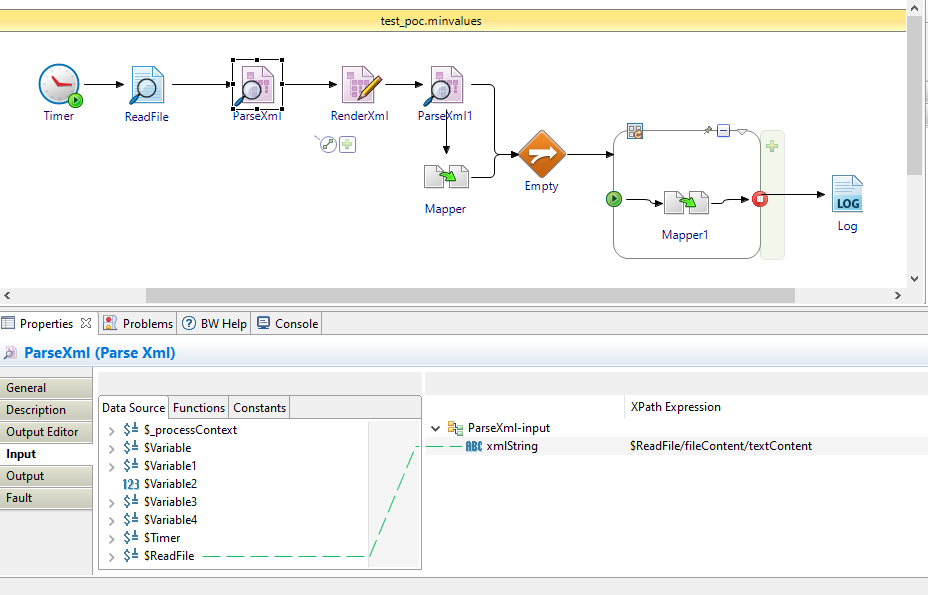 test_poc.minvalues
Timer
ReadFile
ParseXml
RenderXml
ParseXml1
Mapper
Empty
Mapper1
LOG
Log
Properties
Problems
BW Help
Console
ParseXml (Parse Xml)
General
Description
Output Editor
Input
Output
Fault
Data Source
Functions
Constants
$_processContext
$Variable
$Variable1
123 $Variable2
$Variable3
$Variable4
$Timer
$ReadFile
XPath Expression
ParseXml-input
ABC xmlString
$ReadFile/fileContent/textContent